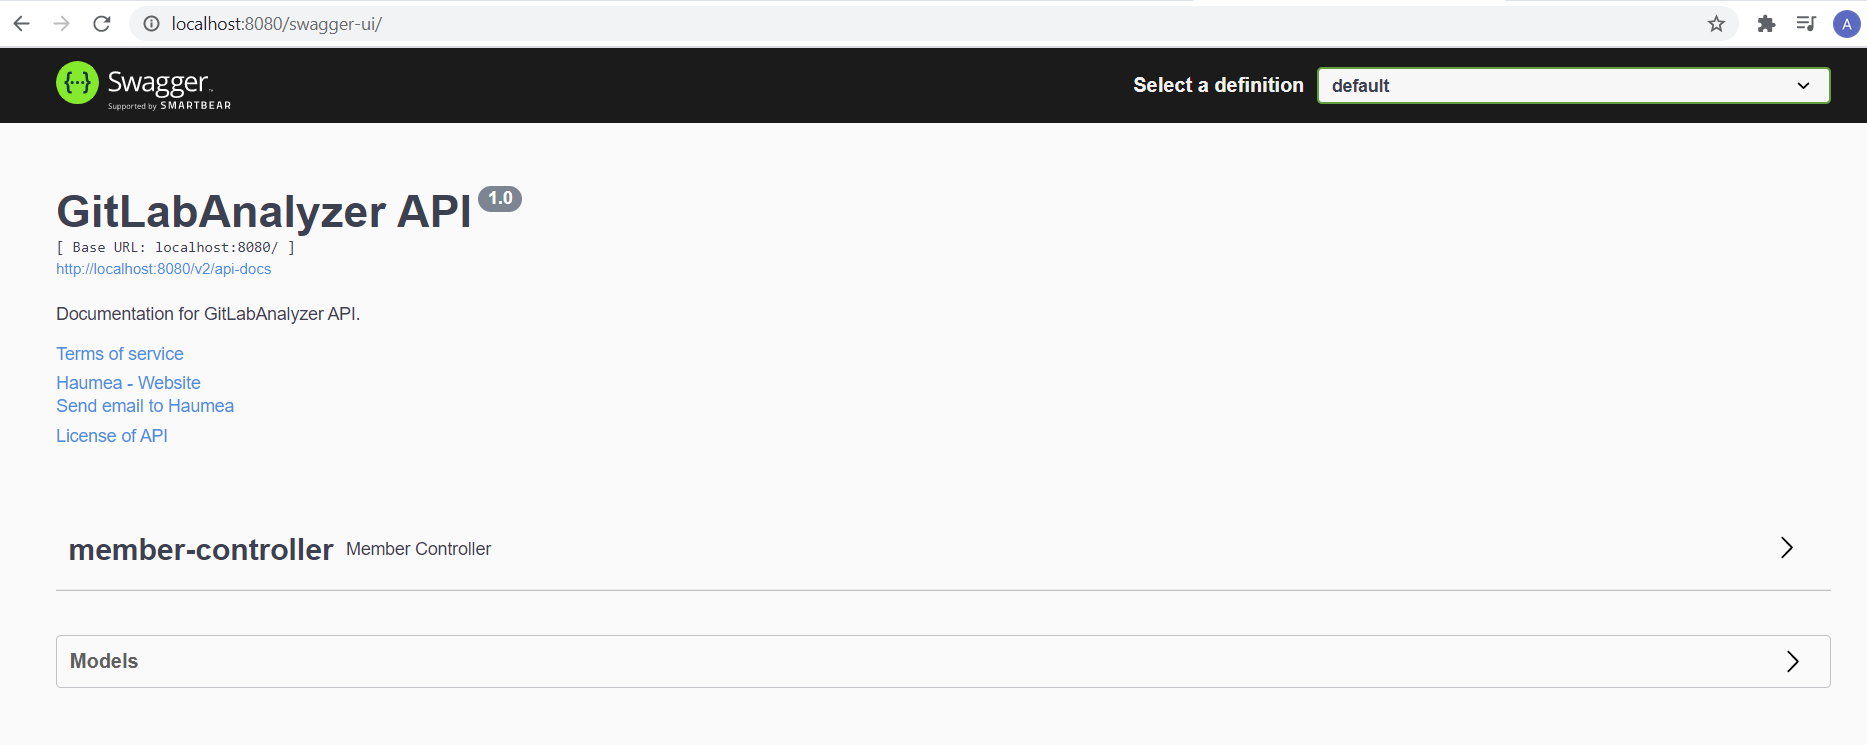 localhost:8080/swagger-ui/
A
{···} Swagger
Supported by SMARTBEAR
Select a definition
default
GitLabAnalyzer API 1.0
[ Base URL: localhost:8080/ ]
http://localhost:8080/v2/api-docs
Documentation for GitLabAnalyzer API.
Terms of service
Haumea - Website
Send email to Haumea
License of API
member-controller Member Controller
Models